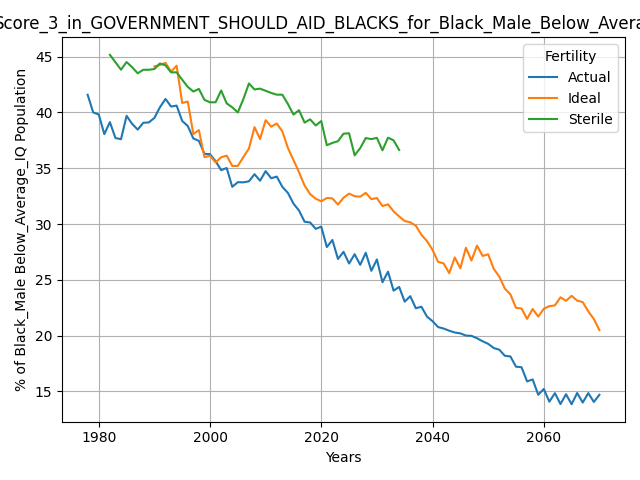 Score_3_in_GOVERNMENT_SHOULD_AID_BLACKS_for_Black_Male_Below_Avera
Fertility
Actual
Ideal
Sterile
% of Black_Male Below_Average_IQ Population
45
40
35
30
25
20
15
1980
2000
2020
2040
2060
Years